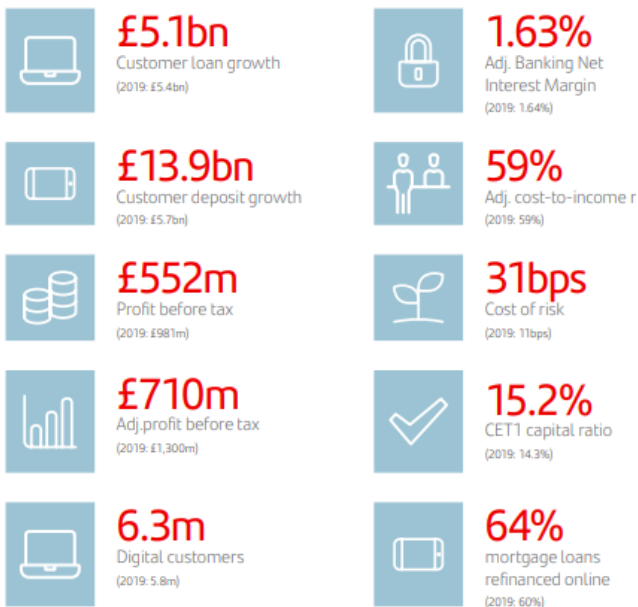 £5.1bn
Customer loan growth
(2019: £5.4bn)
£13.9bn
Customer deposit growth
(2019: £5.7bn)
£552m
Profit before tax
(2019: £981m)
£710m
Adj.profit before tax
(2019: £1,300m)
6.3m
Digital customers
(2019: 5.8m)
1.63%
Adj. Banking Net
Interest Margin
(2019: 1.64%)
59%
Adj. cost-to-income r
(2019: 59%)
31bps
Cost of risk
(2019: 11bps)
15.2%
CET1 capital ratio
(2019: 14.3%)
64%
mortgage loans
refinanced online
(2019: 60%)